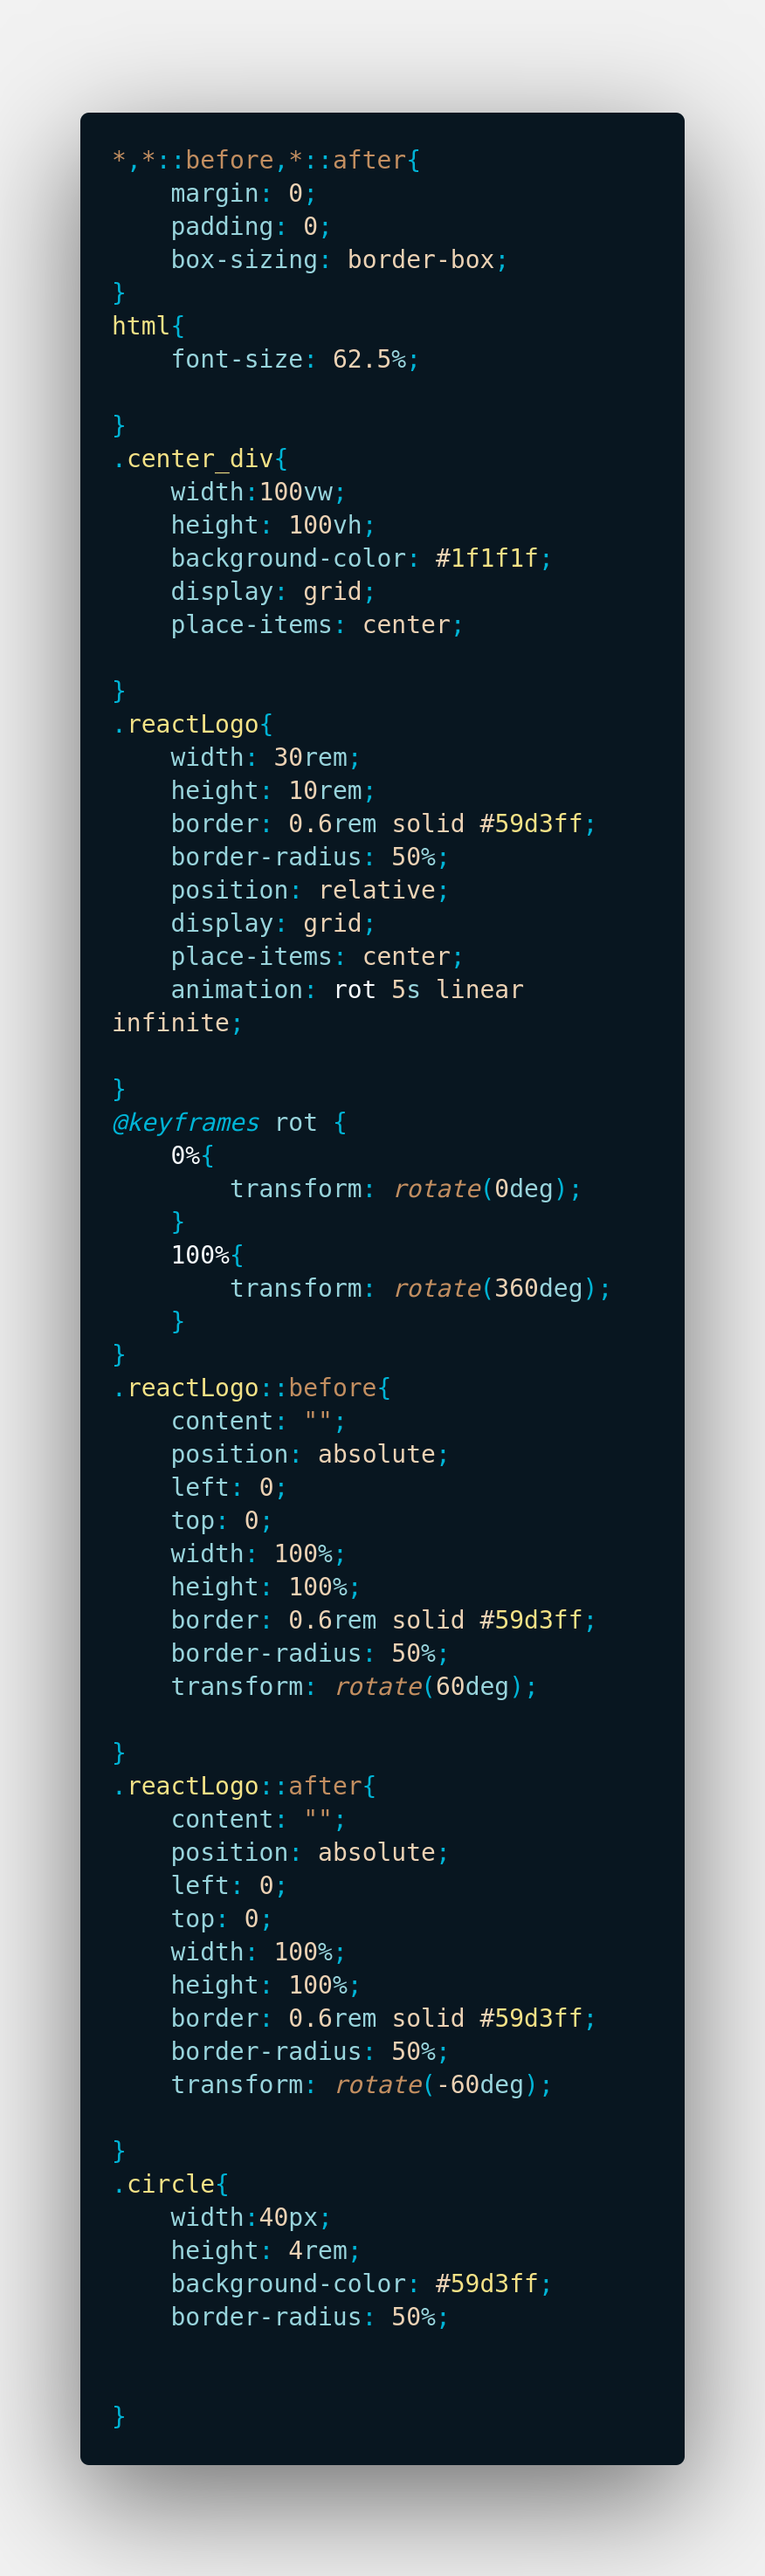 *,*::before,*::after{
    margin: 0;
    padding: 0;
    box-sizing: border-box;
}
html{
    font-size: 62.5%;

}
.center_div{
    width:100vw;
    height: 100vh;
    background-color: #1f1f1f;
    display: grid;
    place-items: center;

}
.reactLogo{
    width: 30rem;
    height: 10rem;
    border: 0.6rem solid #59d3ff;
    border-radius: 50%;
    position: relative;
    display: grid;
    place-items: center;
    animation: rot 5s linear
infinite;

}
@keyframes rot {
    0%{
        transform: rotate(0deg);
    }
    100%{
        transform: rotate(360deg);
    }
}
.reactLogo::before{
    content: "";
    position: absolute;
    left: 0;
    top: 0;
    width: 100%;
    height: 100%;
    border: 0.6rem solid #59d3ff;
    border-radius: 50%;
    transform: rotate(60deg);

}
.reactLogo::after{
    content: "";
    position: absolute;
    left: 0;
    top: 0;
    width: 100%;
    height: 100%;
    border: 0.6rem solid #59d3ff;
    border-radius: 50%;
    transform: rotate(-60deg);

}
.circle{
    width:40px;
    height: 4rem;
    background-color: #59d3ff;
    border-radius: 50%;


}